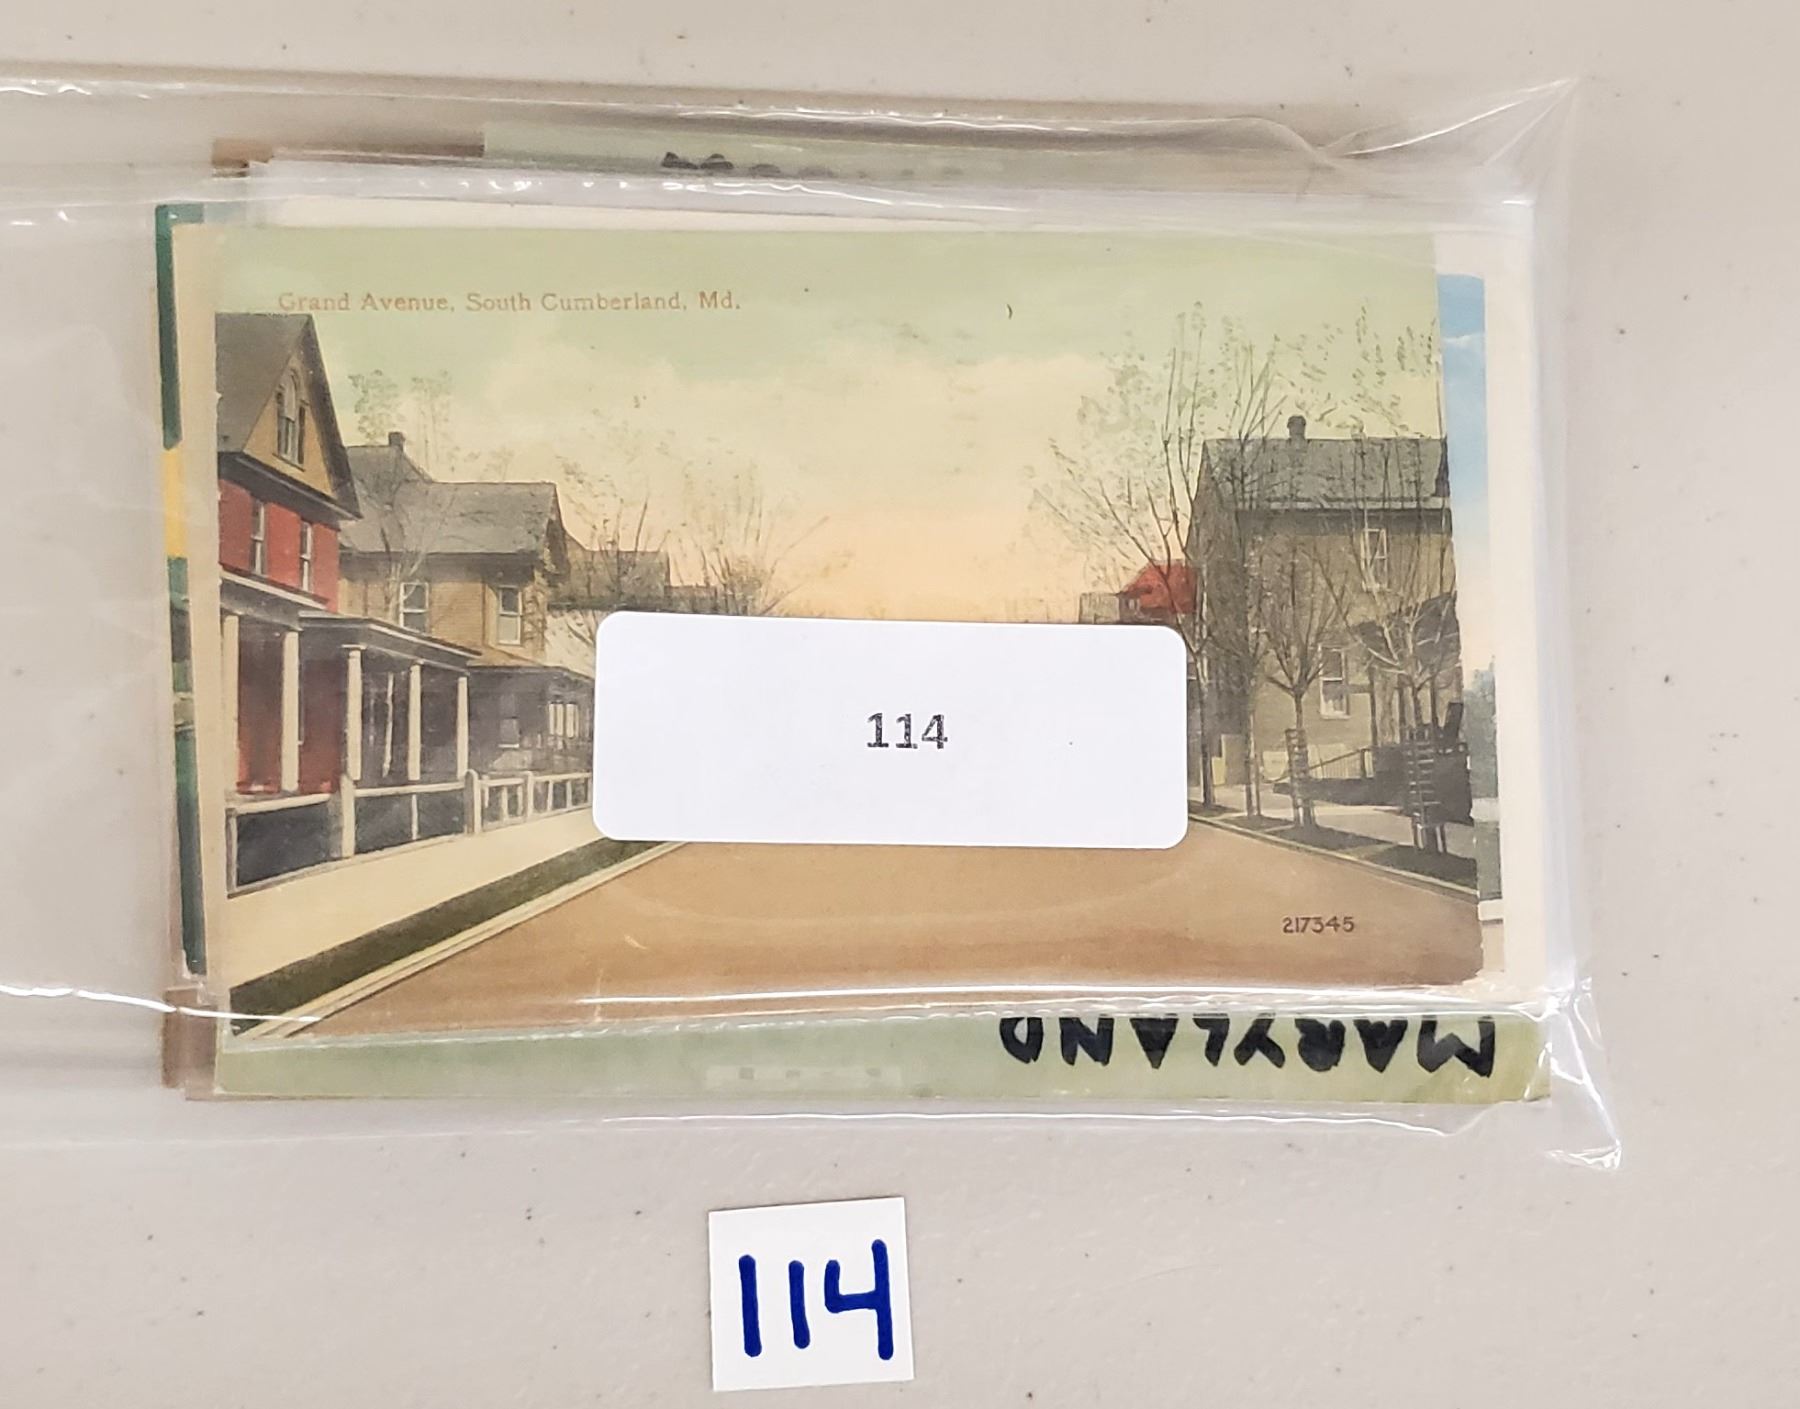 Grand Avenue, South Cumberland, Md.
114
217345
MARYLAND
114